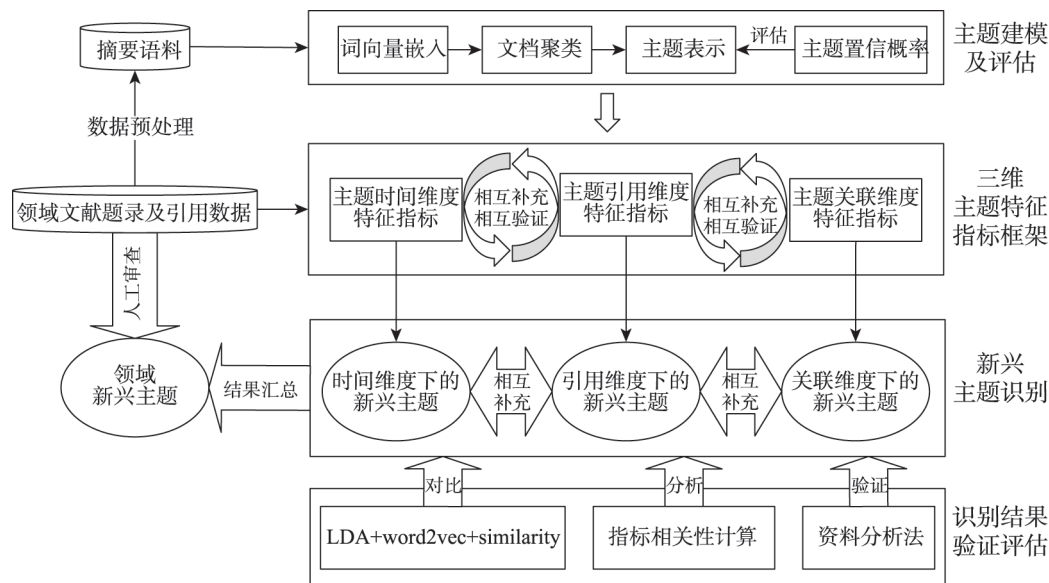 摘要语料
词向量嵌入
文档聚类
主题表示
评估
主题置信概率
主题建模
及评估
数据预处理
领域文献题录及引用数据
主题时间维度
特征指标
相互补充
相互验证
主题引用维度
特征指标
相互补充
相互验证
主题关联维度
特征指标
三维
主题特征
指标框架
人工审查
领域
新兴主题
结果汇总
时间维度下的
新兴主题
相互
补充
引用维度下的
新兴主题
相互
补充
关联维度下的
新兴主题
新兴
主题识别
对比
分析
验证
LDA+word2vec+similarity
指标相关性计算
资料分析法
识别结果
验证评估